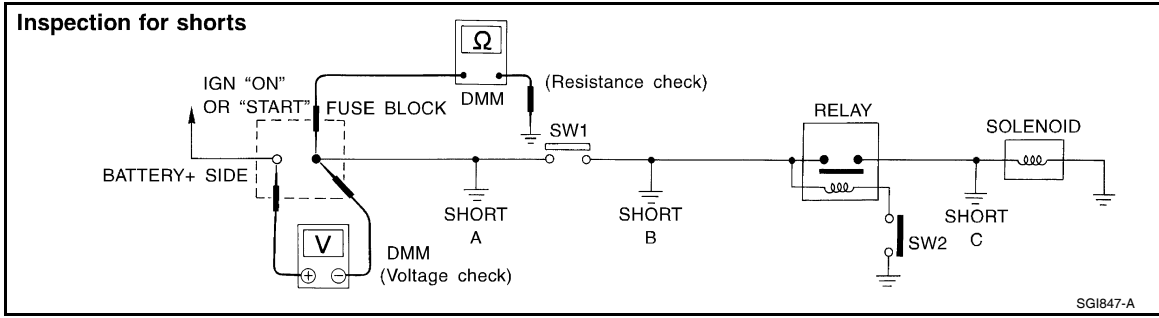 Inspection for shorts
Ω
IGN “ON”
OR “START”
FUSE BLOCK
DMM
(Resistance check)
SW1
RELAY
SOLENOID
BATTERY+ SIDE
SHORT
A
SHORT
B
SHORT
C
SW2
V
+ −
DMM
(Voltage check)
SGI847-A